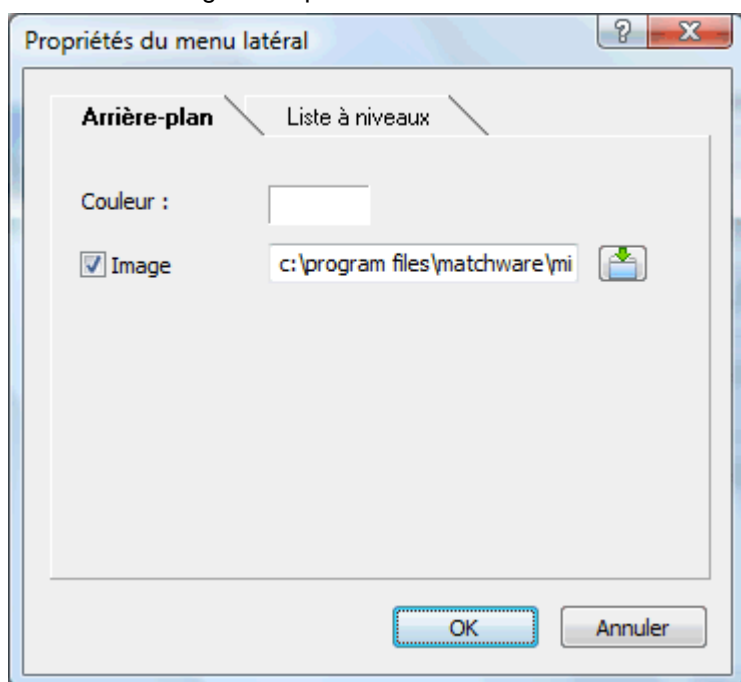 Propriétés du menu latéral
Arrière-plan Liste à niveaux
Couleur :
Image c:\program files\matchware\mi
OK Annuler